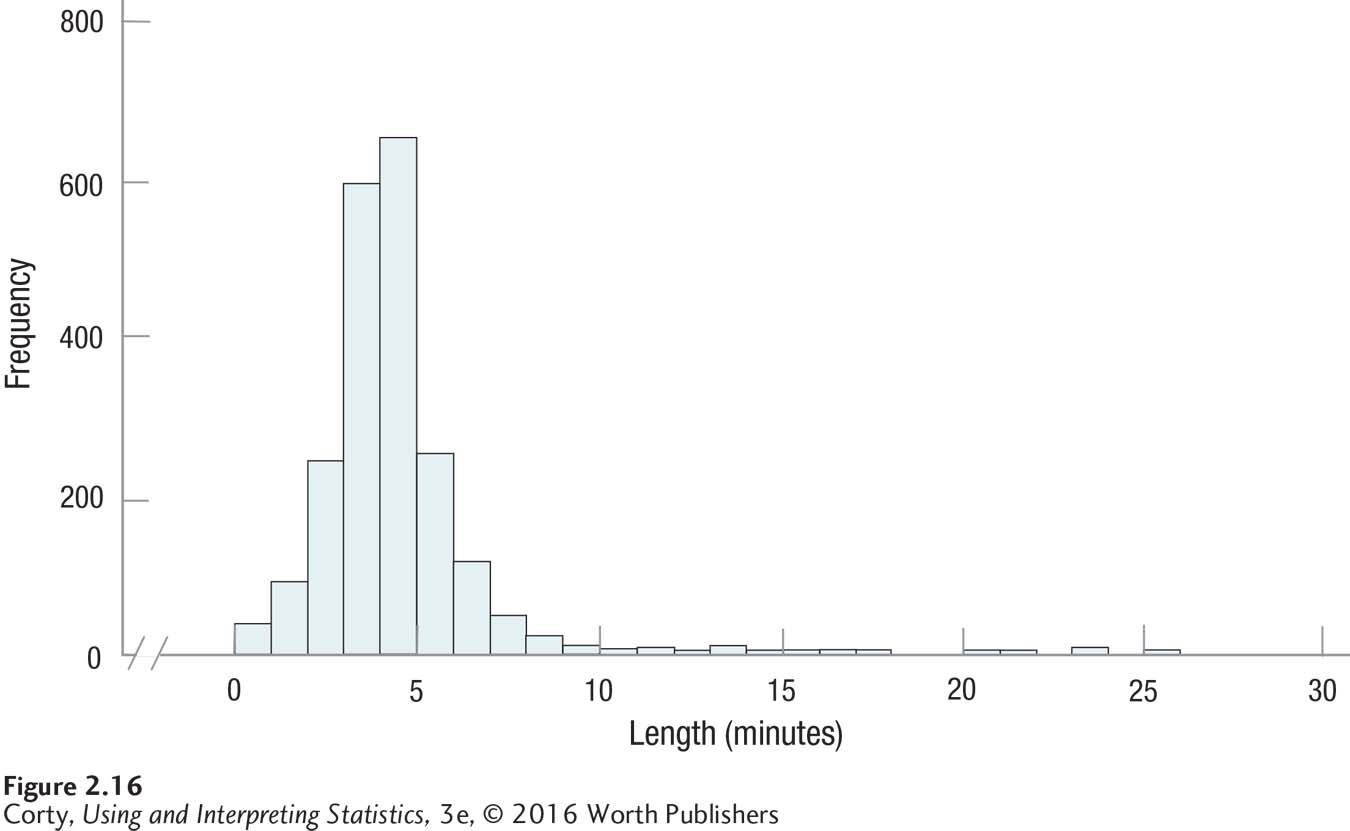 800
600
400
200
0
Frequency
0 5 10 15 20 25 30
Length (minutes)
Figure 2.16
Corty, Using and Interpreting Statistics, 3e, © 2016 Worth Publishers